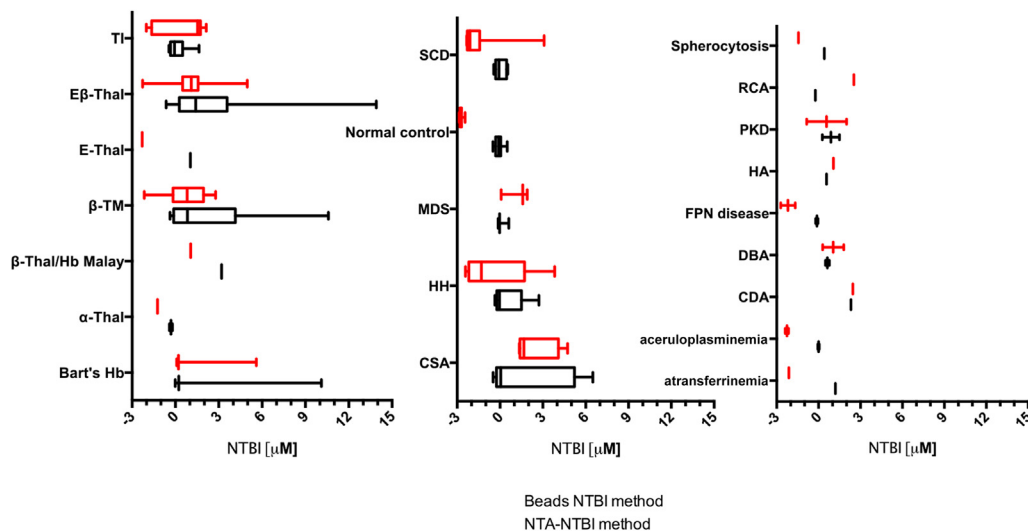 TI
Eβ-Thal
E-Thal
β-TM
β-Thal/Hb Malay
α-Thal
Bart's Hb
-3 0 3 6 9 12 15
NTBI [μM]
SCD
Normal control
MDS
HH
CSA
-3 0 3 6 9 12 15
NTBI [μM]
Spherocytosis
RCA
PKD
HA
FPN disease
DBA
CDA
aceruloplasminemia
atransferrinemia
-3 0 3 6 9 12 15
NTBI [μM]
Beads NTBI method
NTA-NTBI method